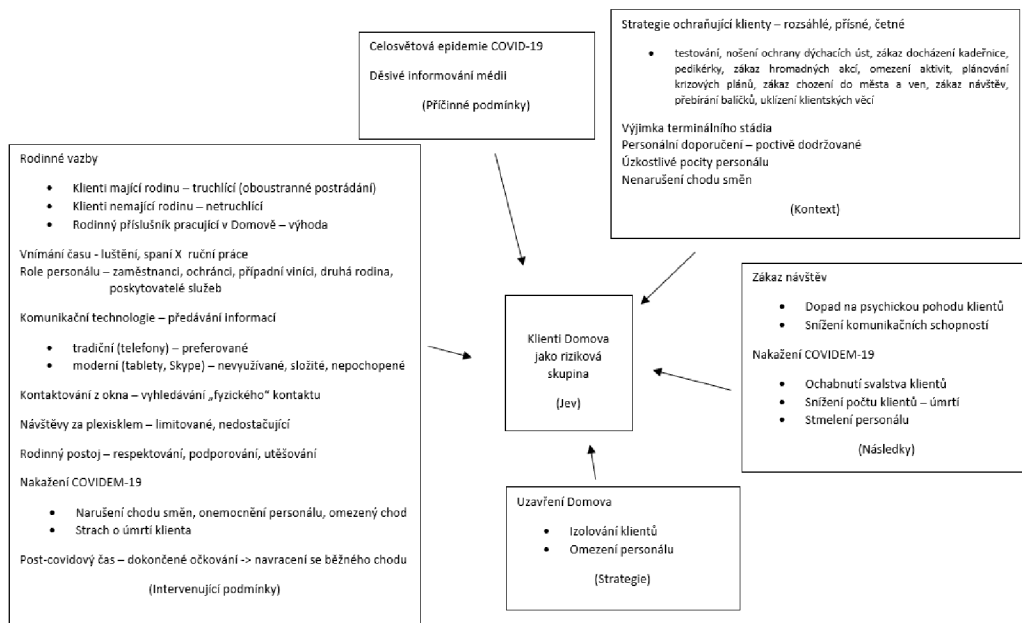 Celosvětová epidemie COVID-19
Děsivé informování médii
(Příčinné podmínky)
Strategie ochraňující klienty – rozsáhlé, přísné, četné
• testování, nošení ochrany dýchacích úst, zákaz docházení kadeřnice,
pedikérky, zákaz hromadných akcí, omezení aktivit, plánování
krizových plánů, zákaz chození do města a ven, zákaz návštěv,
přebírání balíčků, uklízení klientských věcí
Výjimka terminálního stádia
Personální doporučení – poctivě dodržované
Úzkostlivé pocity personálu
Nenarušení chodu směn
(Kontext)
Rodinné vazby
• Klienti mající rodinu – truchlící (oboustranné postrádání)
• Klienti nemající rodinu – netruchlící
• Rodinný příslušník pracující v Domově – výhoda
Vnímání času - luštění, spaní X ruční práce
Role personálu – zaměstnanci, ochránci, případní viníci, druhá rodina,
poskytovatelé služeb
Komunikační technologie – předávání informací
• tradiční (telefony) – preferované
• moderní (tablety, Skype) – nevyužívané, složité, nepochopené
Kontaktování z okna – vyhledávání „fyzického“ kontaktu
Návštěvy za plexisklem – limitované, nedostačující
Rodinný postoj – respektování, podporování, utěšování
Nakažení COVIDEM-19
• Narušení chodu směn, onemocnění personálu, omezený chod
• Strach o úmrtí klienta
Post-covidový čas – dokončené očkování -> navracení se běžného chodu
(Intervenující podmínky)
Klienti Domova
jako riziková
skupina
(Jev)
Zákaz návštěv
• Dopad na psychickou pohodu klientů
• Snížení komunikačních schopností
Nakažení COVIDEM-19
• Ochabnutí svalstva klientů
• Snížení počtu klientů – úmrtí
• Stmelení personálu
(Následky)
Uzavření Domova
• Izolování klientů
• Omezení personálu
(Strategie)